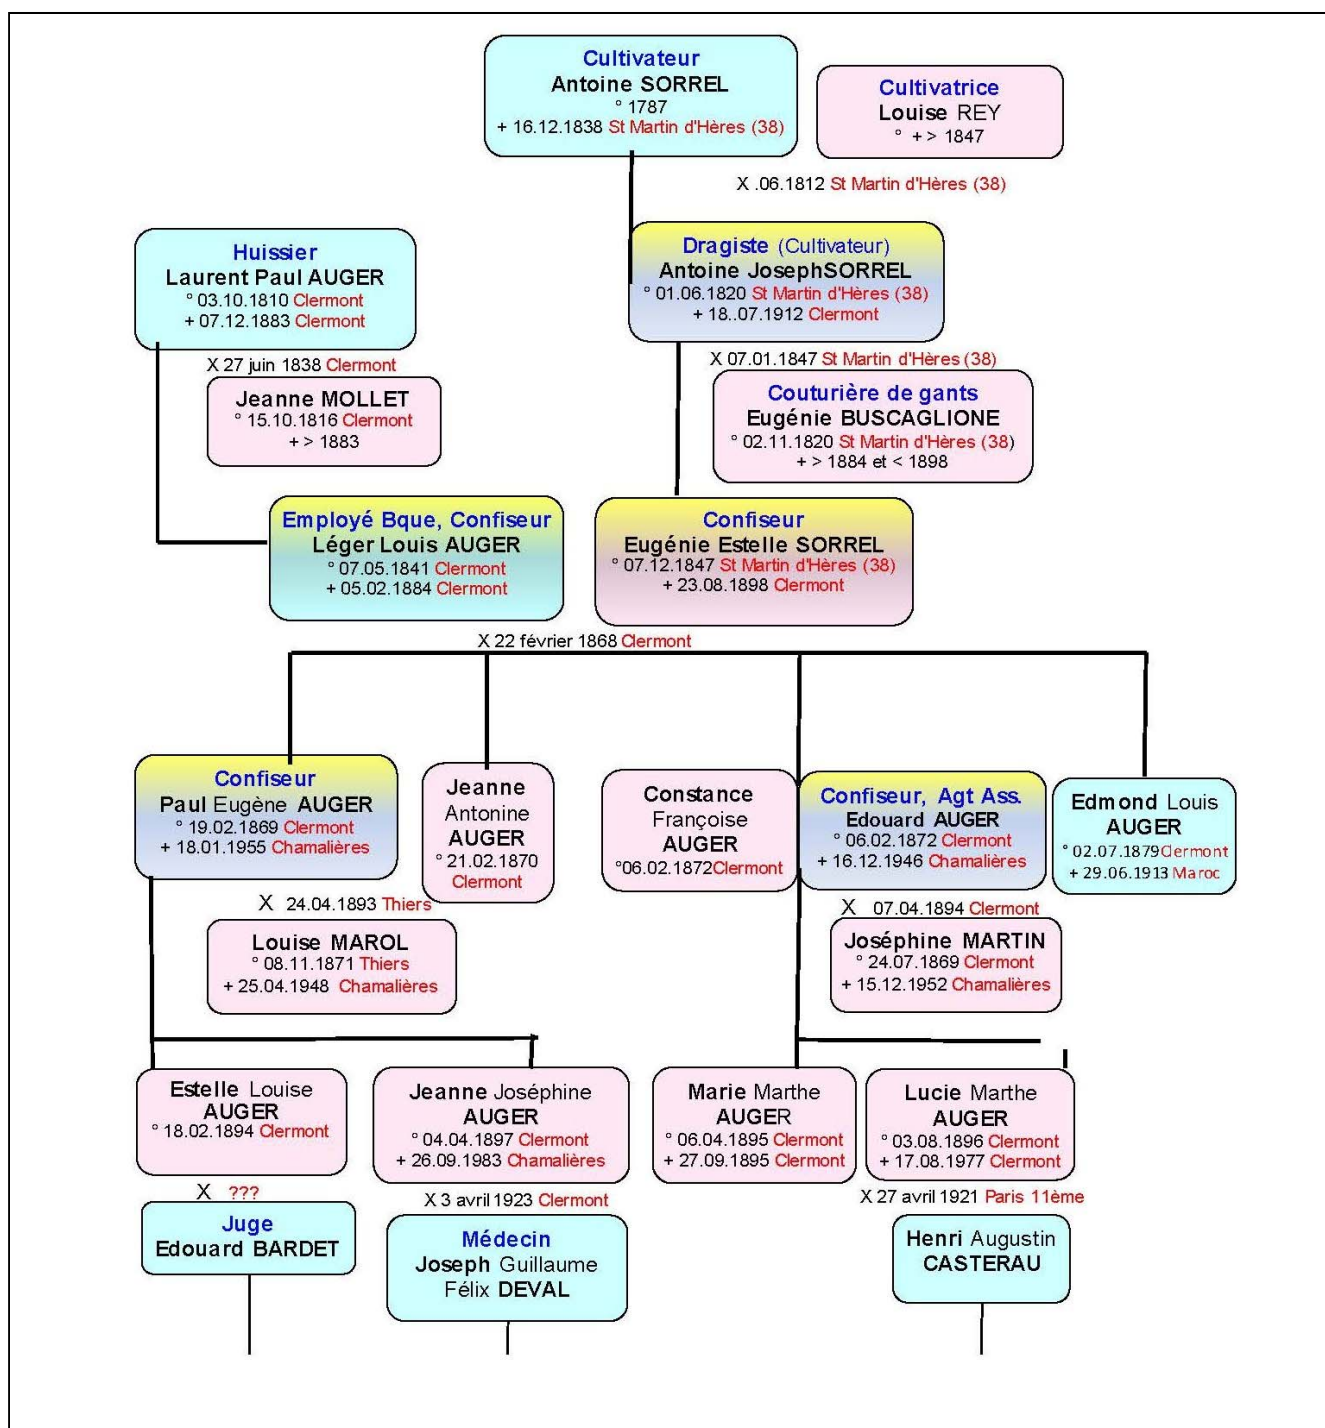 Cultivateur
Antoine SORREL
° 1787
+ 16.12.1838 St Martin d'Hères (38)
Cultivatrice
Louise REY
° + > 1847
X .06.1812 St Martin d'Hères (38)
Huissier
Laurent Paul AUGER
° 03.10.1810 Clermont
+ 07.12.1883 Clermont
Dragiste (Cultivateur)
Antoine JosephSORREL
° 01.06.1820 St Martin d'Hères (38)
+ 18..07.1912 Clermont
X 27 juin 1838 Clermont
Jeanne MOLLET
° 15.10.1816 Clermont
+ > 1883
X 07.01.1847 St Martin d'Hères (38)
Couturière de gants
Eugénie BUSCAGLIONE
° 02.11.1820 St Martin d'Hères (38)
+ > 1884 et < 1898
Employé Bque, Confiseur
Léger Louis AUGER
° 07.05.1841 Clermont
+ 05.02.1884 Clermont
Confiseur
Eugénie Estelle SORREL
° 07.12.1847 St Martin d'Hères (38)
+ 23.08.1898 Clermont
X 22 février 1868 Clermont
Confiseur
Paul Eugène AUGER
° 19.02.1869 Clermont
+ 18.01.1955 Chamalières
Jeanne
Antonine
AUGER
° 21.02.1870
Clermont
Constance
Françoise
AUGER
°06.02.1872Clermont
Confiseur, Agt Ass.
Edouard AUGER
° 06.02.1872 Clermont
+ 16.12.1946 Chamalières
Edmond Louis
AUGER
° 02.07.1879Clermont
+ 29.06.1913 Maroc
X 24.04.1893 Thiers
Louise MAROL
° 08.11.1871 Thiers
+ 25.04.1948 Chamalières
X 07.04.1894 Clermont
Joséphine MARTIN
° 24.07.1869 Clermont
+ 15.12.1952 Chamalières
Estelle Louise
AUGER
° 18.02.1894 Clermont
Jeanne Joséphine
AUGER
° 04.04.1897 Clermont
+ 26.09.1983 Chamalières
Marie Marthe
AUGER
° 06.04.1895 Clermont
+ 27.09.1895 Clermont
Lucie Marthe
AUGER
° 03.08.1896 Clermont
+ 17.08.1977 Clermont
X ???
Juge
Edouard BARDET
X 3 avril 1923 Clermont
Médecin
Joseph Guillaume
Félix DEVAL
X 27 avril 1921 Paris 11ème
Henri Augustin
CASTERAU